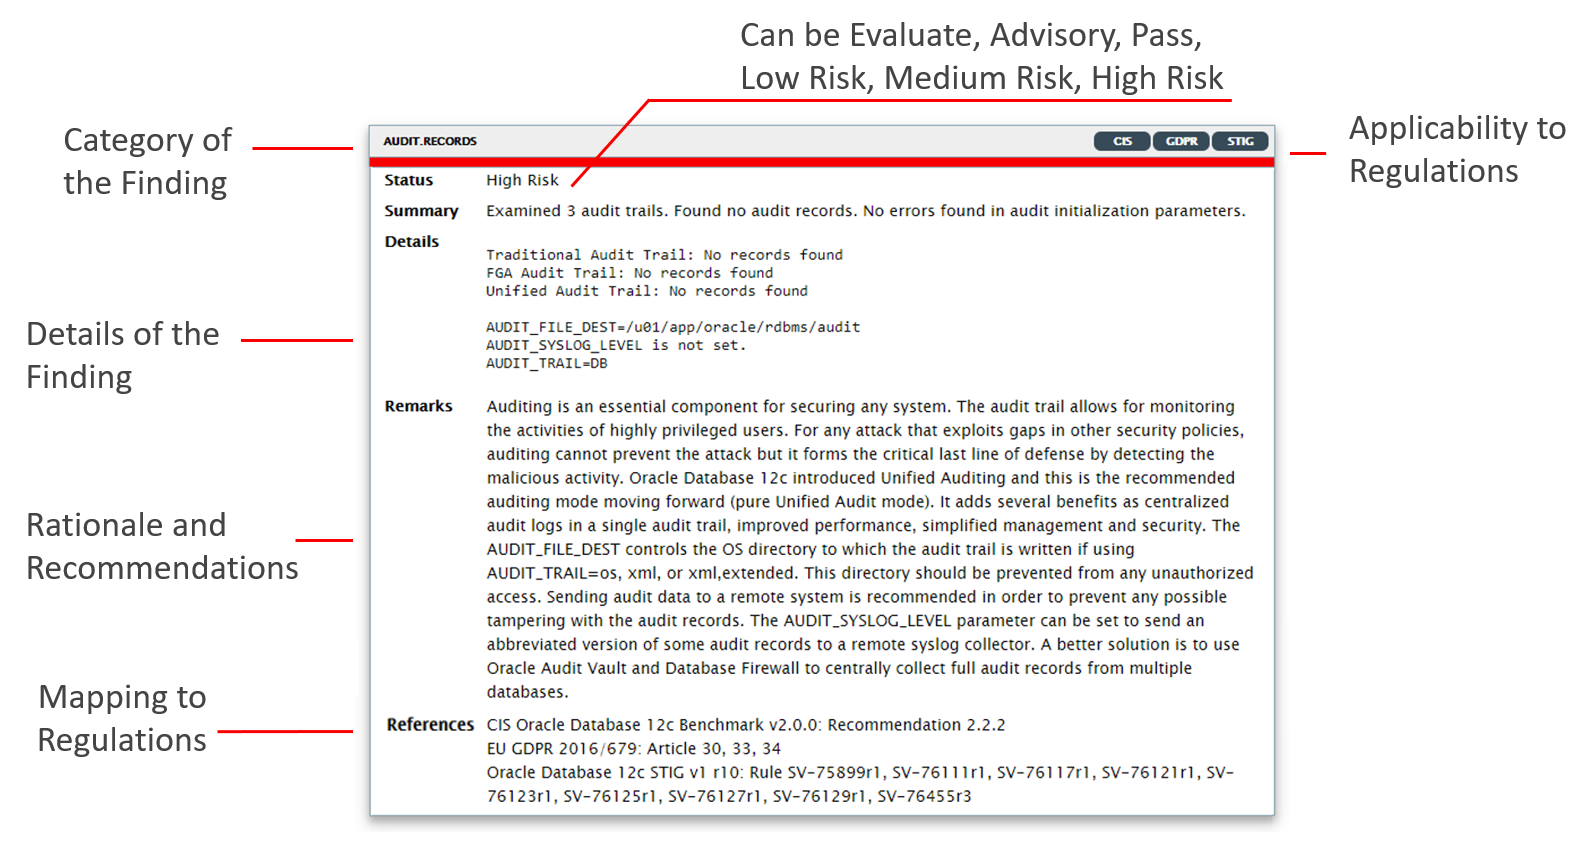 Can be Evaluate, Advisory, Pass,
Low Risk, Medium Risk, High Risk
Category of
the Finding
Applicability to
Regulations
AUDIT.RECORDS
CIS GDPR STIG
Status High Risk
Summary Examined 3 audit trails. Found no audit records. No errors found in audit initialization parameters.
Details
Traditional Audit Trail: No records found
FGA Audit Trail: No records found
Unified Audit Trail: No records found
AUDIT_FILE_DEST=/u01/app/oracle/rdbms/audit
AUDIT_SYSLOG_LEVEL is not set.
AUDIT_TRAIL=DB
Details of the
Finding
Remarks Auditing is an essential component for securing any system. The audit trail allows for monitoring
the activities of highly privileged users. For any attack that exploits gaps in other security policies,
auditing cannot prevent the attack but it forms the critical last line of defense by detecting the
malicious activity. Oracle Database 12c introduced Unified Auditing and this is the recommended
auditing mode moving forward (pure Unified Audit mode). It adds several benefits as centralized
audit logs in a single audit trail, improved performance, simplified management and security. The
AUDIT_FILE_DEST controls the OS directory to which the audit trail is written if using
AUDIT_TRAIL=os, xml, or xml,extended. This directory should be prevented from any unauthorized
access. Sending audit data to a remote system is recommended in order to prevent any possible
tampering with the audit records. The AUDIT_SYSLOG_LEVEL parameter can be set to send an
abbreviated version of some audit records to a remote syslog collector. A better solution is to use
Oracle Audit Vault and Database Firewall to centrally collect full audit records from multiple
databases.
Rationale and
Recommendations
Mapping to
Regulations
References CIS Oracle Database 12c Benchmark v2.0.0: Recommendation 2.2.2
EU GDPR 2016/679: Article 30, 33, 34
Oracle Database 12c STIG v1 r10: Rule SV-75899r1, SV-76111r1, SV-76117r1, SV-76121r1, SV-
76123r1, SV-76125r1, SV-76127r1, SV-76129r1, SV-76455r3